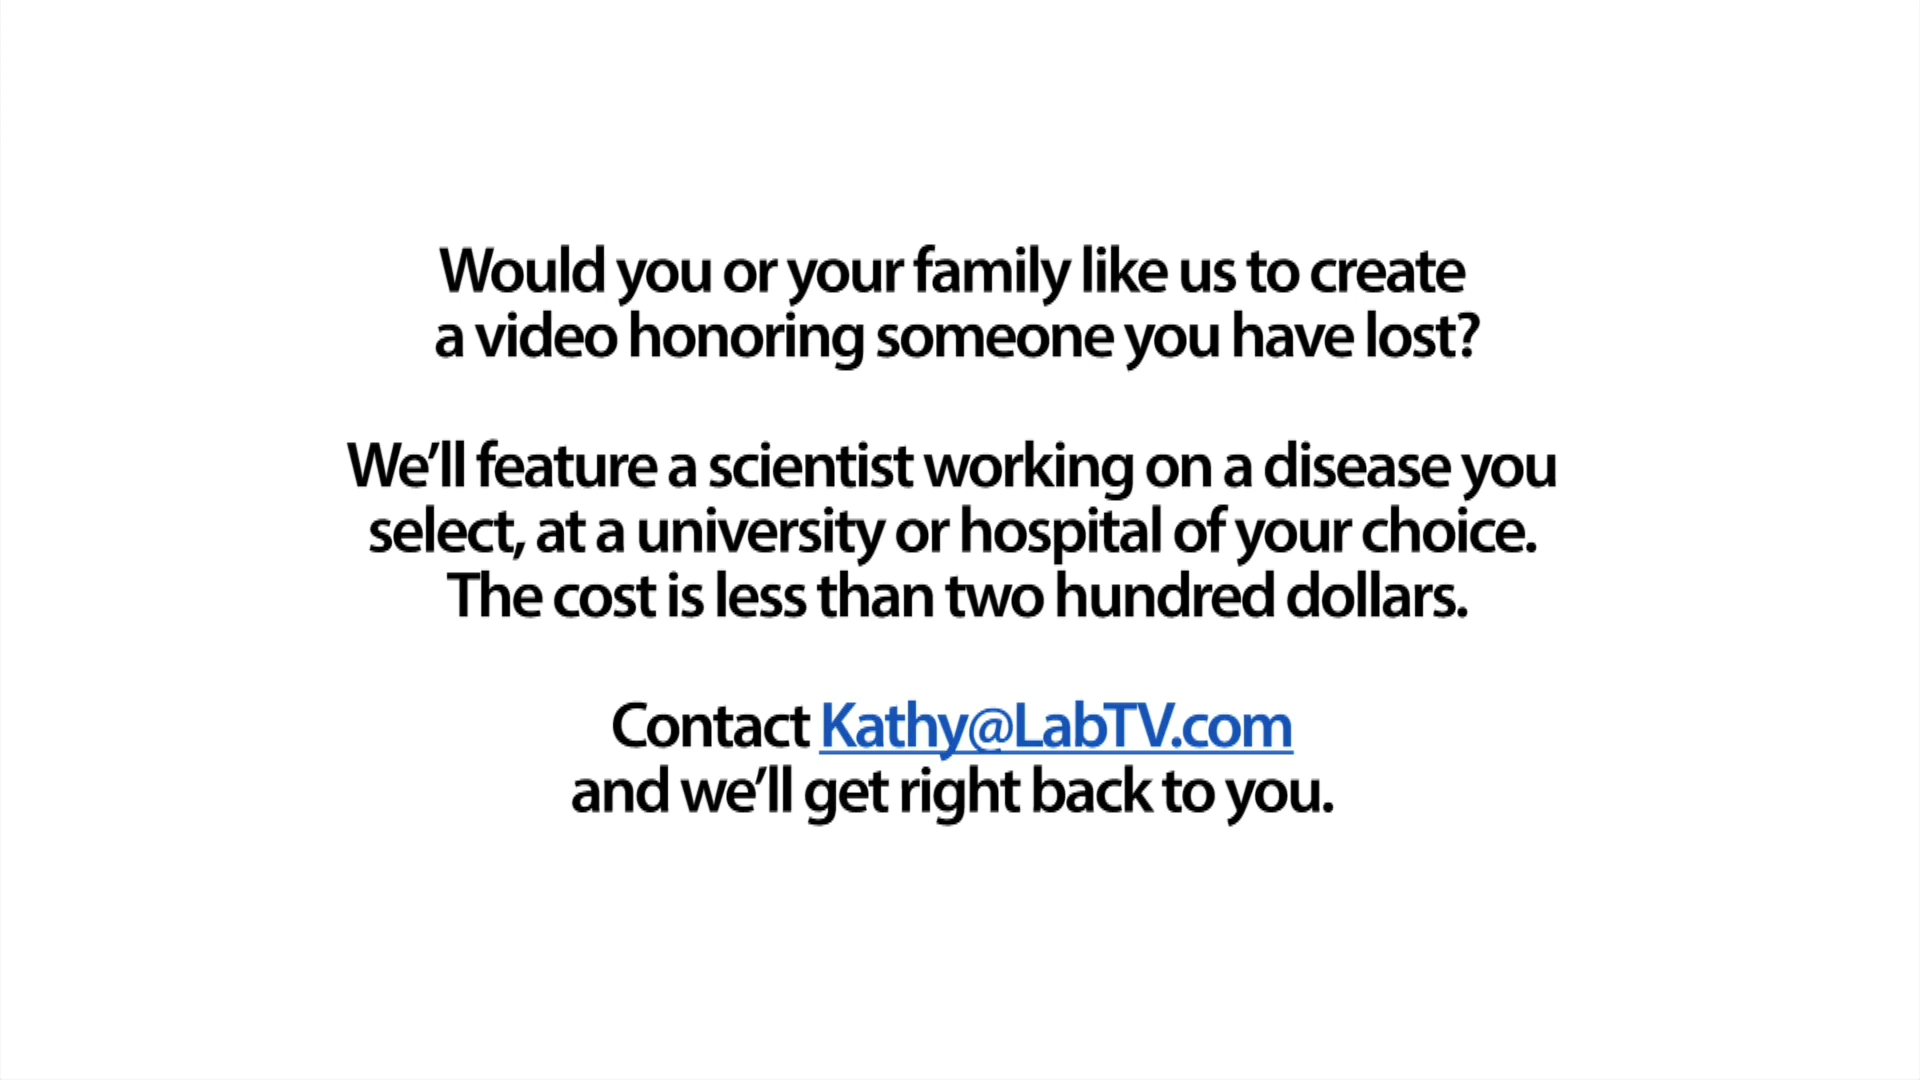 Would you or your family like us to create
a video honoring someone you have lost?
We’ll feature a scientist working on a disease you
select, at a university or hospital of your choice.
The cost is less than two hundred dollars.
Contact Kathy@LabTV.com
and we’ll get right back to you.